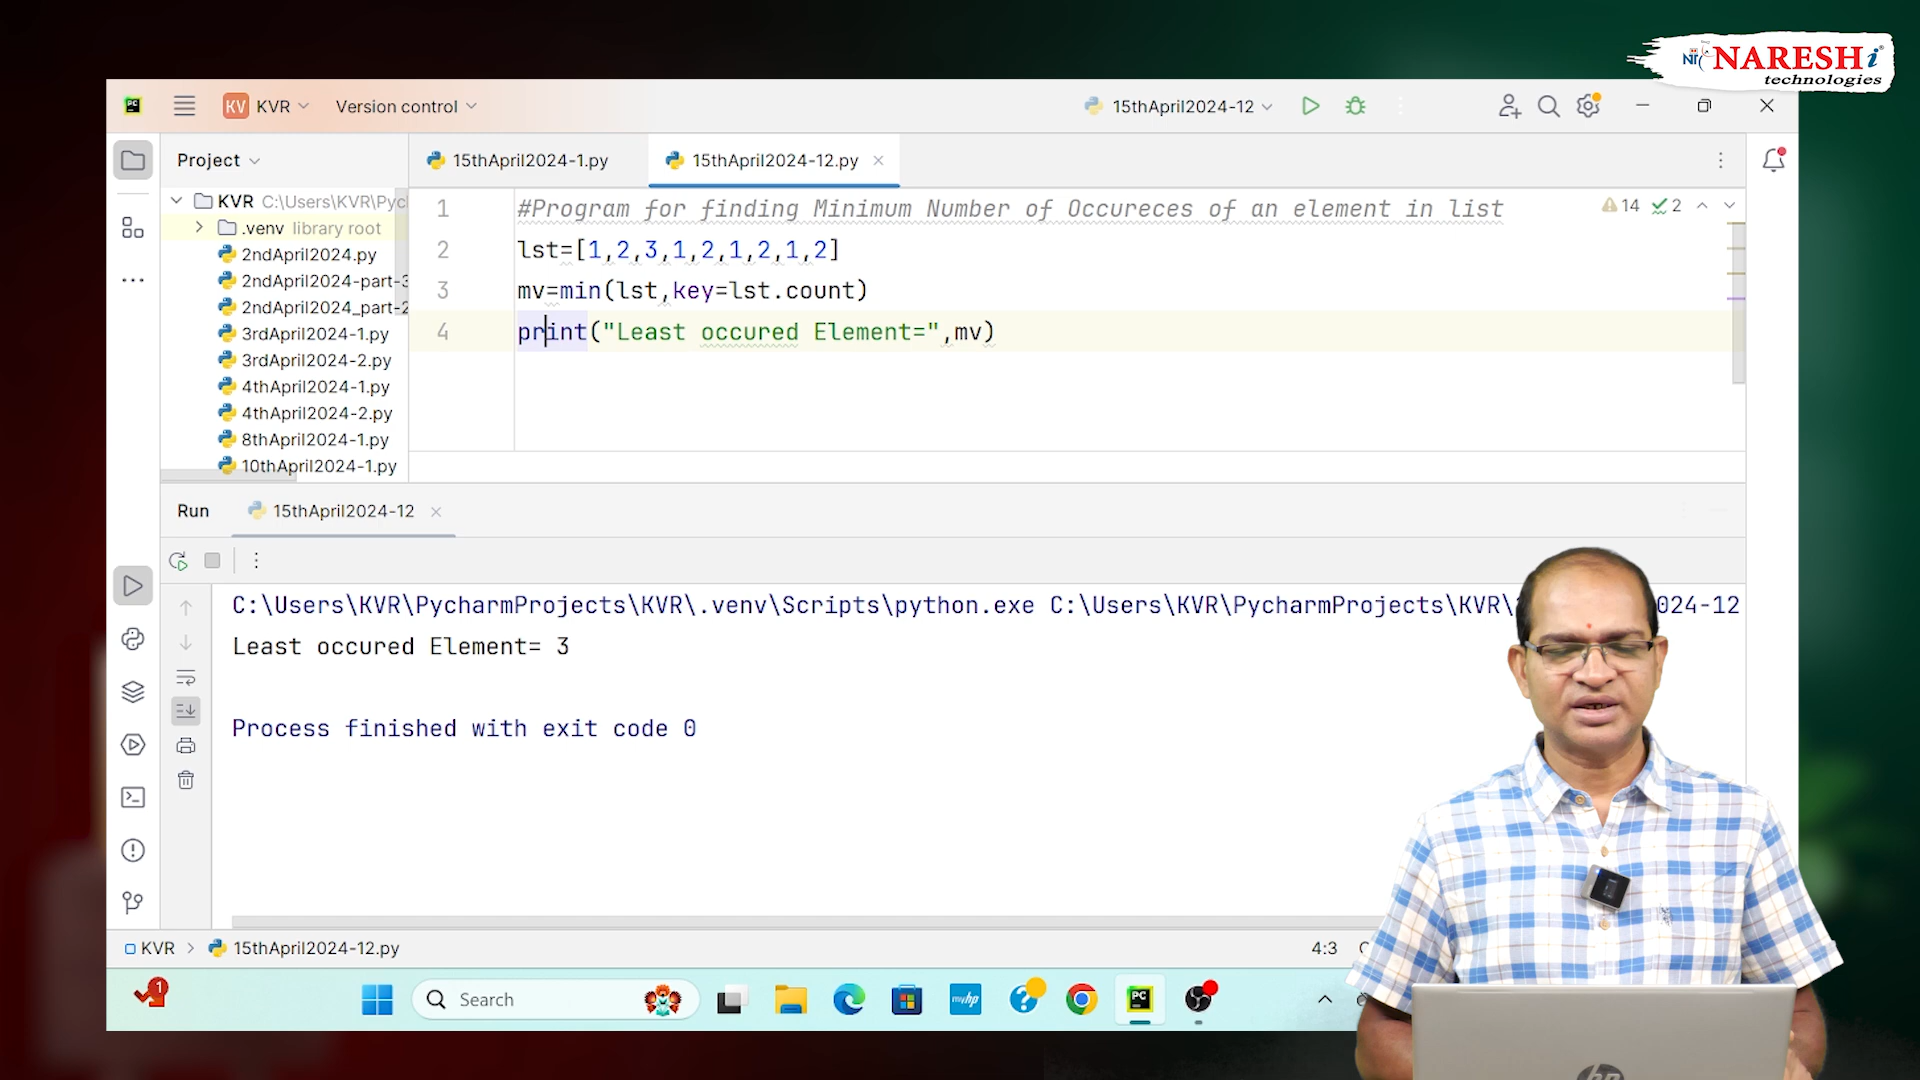 NARESH i
technologies
KV KVR
Version control
15thApril2024-12
Project
15thApril2024-1.py
15thApril2024-12.py
KVR C:\Users\KVR\Pyc
.venv library root
2ndApril2024.py
2ndApril2024-part-3
2ndApril2024_part-2
3rdApril2024-1.py
3rdApril2024-2.py
4thApril2024-1.py
4thApril2024-2.py
8thApril2024-1.py
10thApril2024-1.py
1 #Program for finding Minimum Number of Occureces of an element in list
14 2
2 lst=[1,2,3,1,2,1,2,1,2]
3 mv=min(lst,key=lst.count)
4 print("Least occured Element=",mv)
Run
15thApril2024-12
C:\Users\KVR\PycharmProjects\KVR\.venv\Scripts\python.exe C:\Users\KVR\PycharmProjects\KVR\ 024-12
Least occured Element= 3
Process finished with exit code 0
KVR > 15thApril2024-12.py
4:3
1
Search
myhp
PC
hp